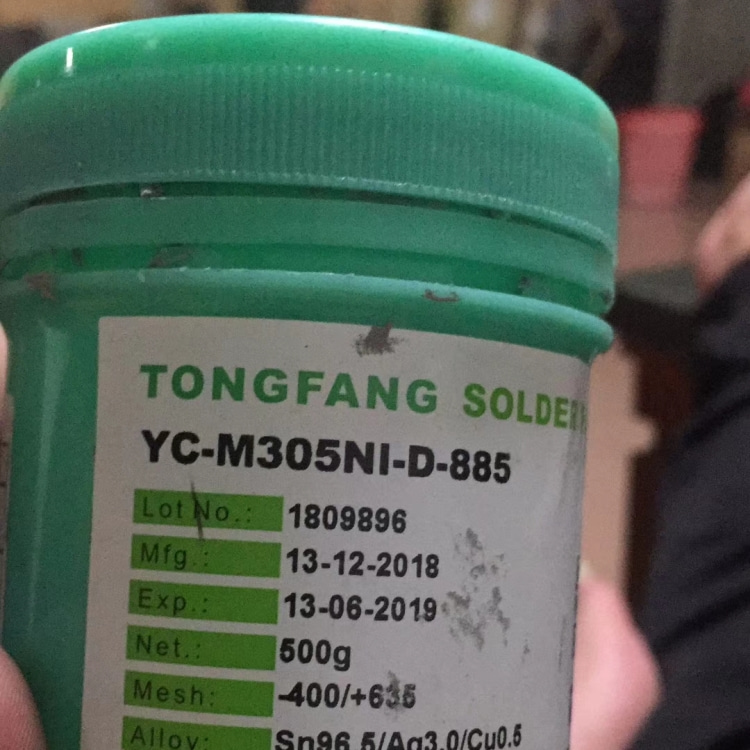 TONGFANG SOLDER
YC-M305NI-D-885
Lot No.: 1809896
Mfg.: 13-12-2018
Exp.: 13-06-2019
Net.: 500g
Mesh: -400/+635
Alloy: Sn96.5/Ag3.0/Cu0.5